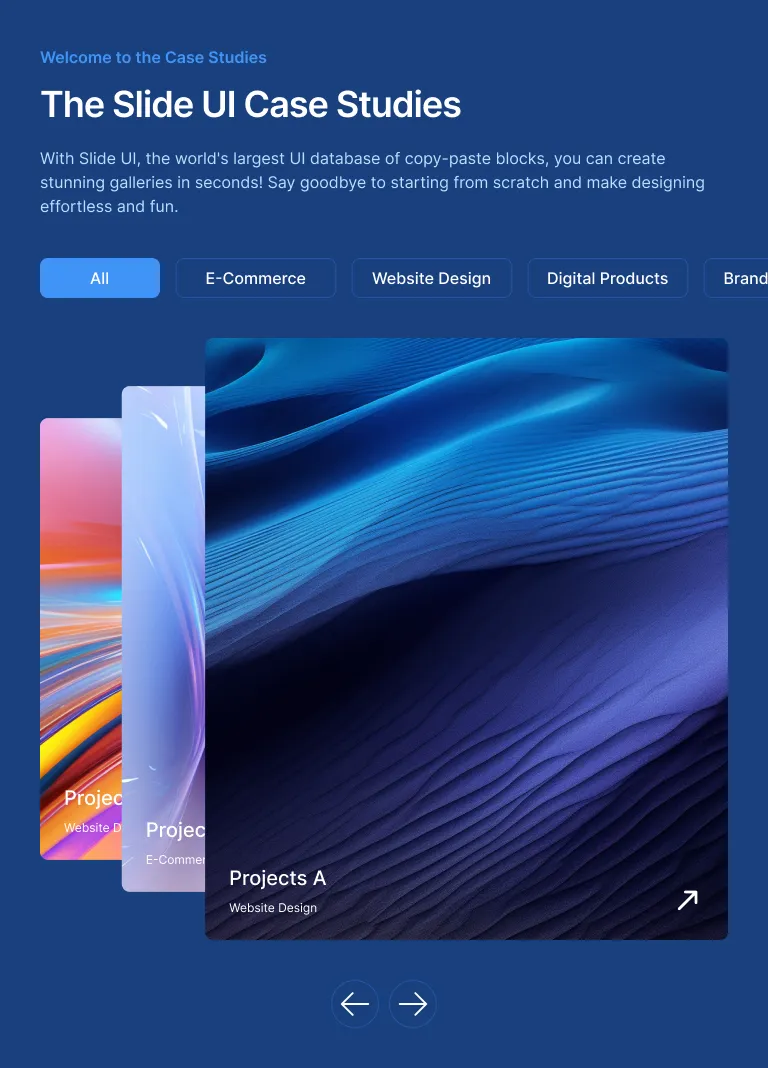 Welcome to the Case Studies
The Slide UI Case Studies
With Slide UI, the world's largest UI database of copy-paste blocks, you can create
stunning galleries in seconds! Say goodbye to starting from scratch and make designing
effortless and fun.
All
E-Commerce
Website Design
Digital Products
Brand
Projec
Website D
Projec
E-Commer
Projects A
Website Design